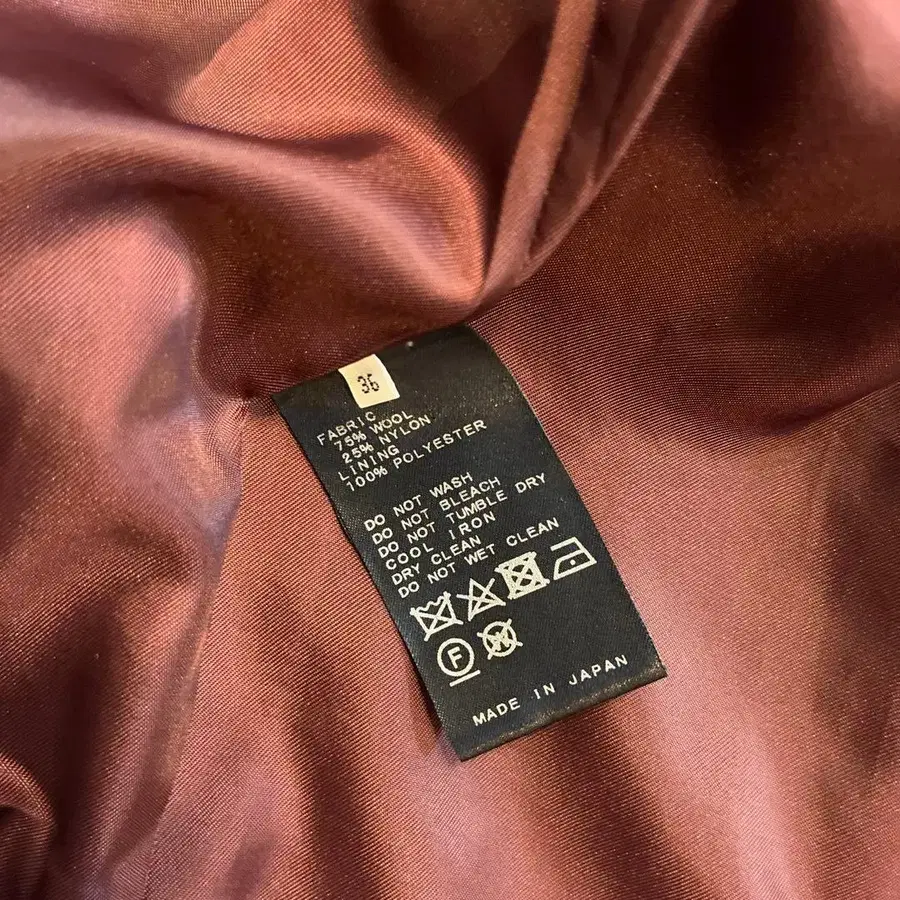 36
FABRIC
75% WOOL
25% NYLON
LINING
100% POLYESTER
DO NOT WASH
DO NOT BLEACH
DO NOT TUMBLE DRY
COOL IRON
DRY CLEAN
DO NOT WET CLEAN
F W
MADE IN JAPAN